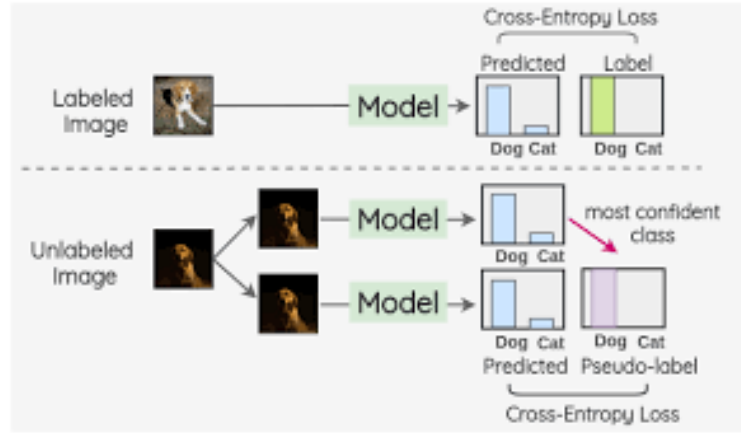 Cross-Entropy Loss
Predicted Label
Labeled
Image
Model
Dog Cat Dog Cat
Unlabeled
Image
Model
most confident
class
Dog Cat
Model
Dog Cat Dog Cat
Predicted Pseudo-label
Cross-Entropy Loss